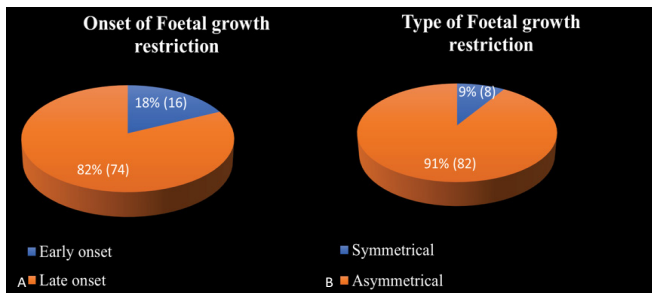 Onset of Foetal growth
restriction
18% (16)
82% (74)
Early onset
A Late onset
Type of Foetal growth
restriction
9% (8)
91% (82)
Symmetrical
B Asymmetrical